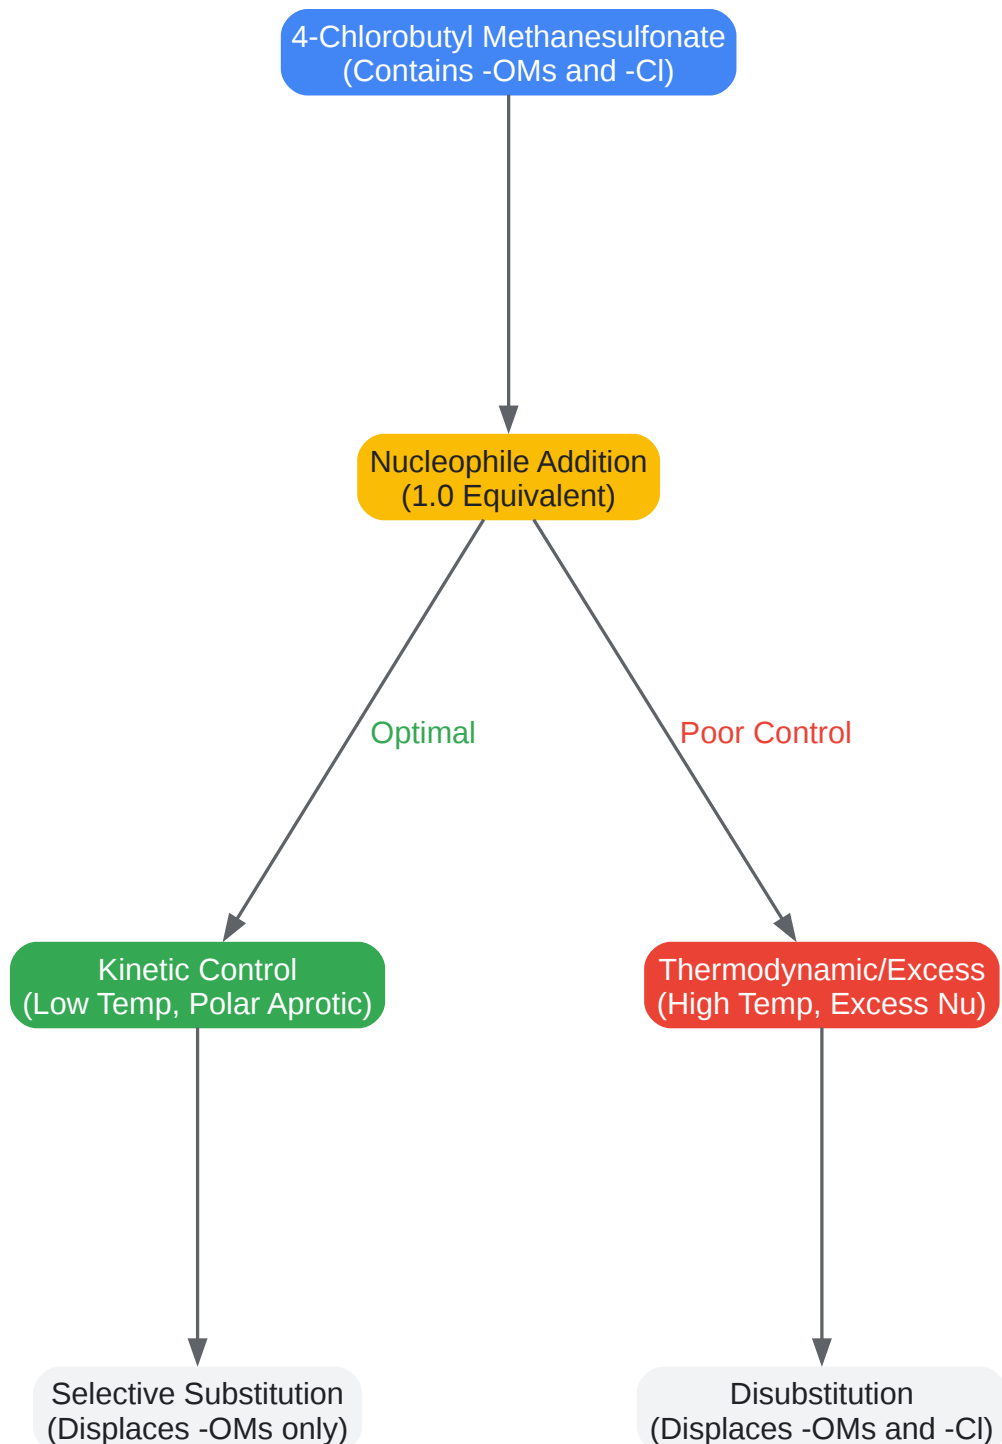 4-Chlorobutyl Methanesulfonate
(Contains -OMs and -Cl)
Nucleophile Addition
(1.0 Equivalent)
Optimal
Poor Control
Kinetic Control
(Low Temp, Polar Aprotic)
Thermodynamic/Excess
(High Temp, Excess Nu)
Selective Substitution
(Displaces -OMs only)
Disubstitution
(Displaces -OMs and -Cl)